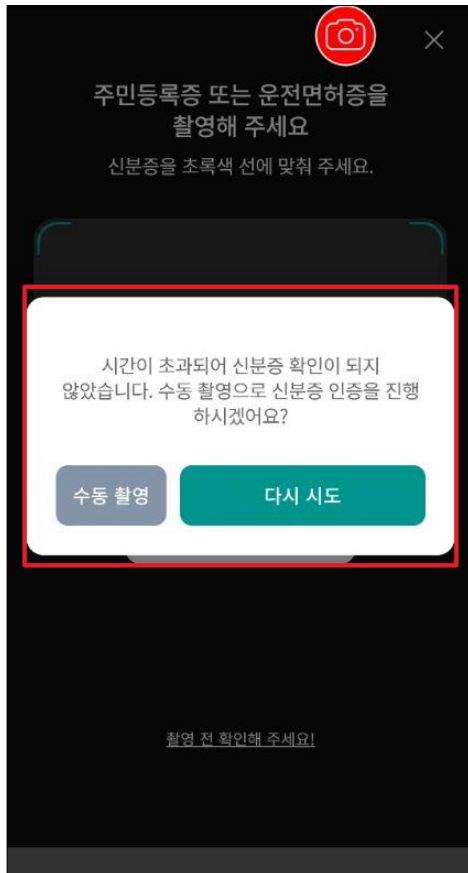 주민등록증 또는 운전면허증을
촬영해 주세요
신분증을 초록색 선에 맞춰 주세요.
시간이 초과되어 신분증 확인이 되지
않았습니다. 수동 촬영으로 신분증 인증을 진행
하시겠어요?
수동 촬영
다시 시도
촬영 전 확인해 주세요!